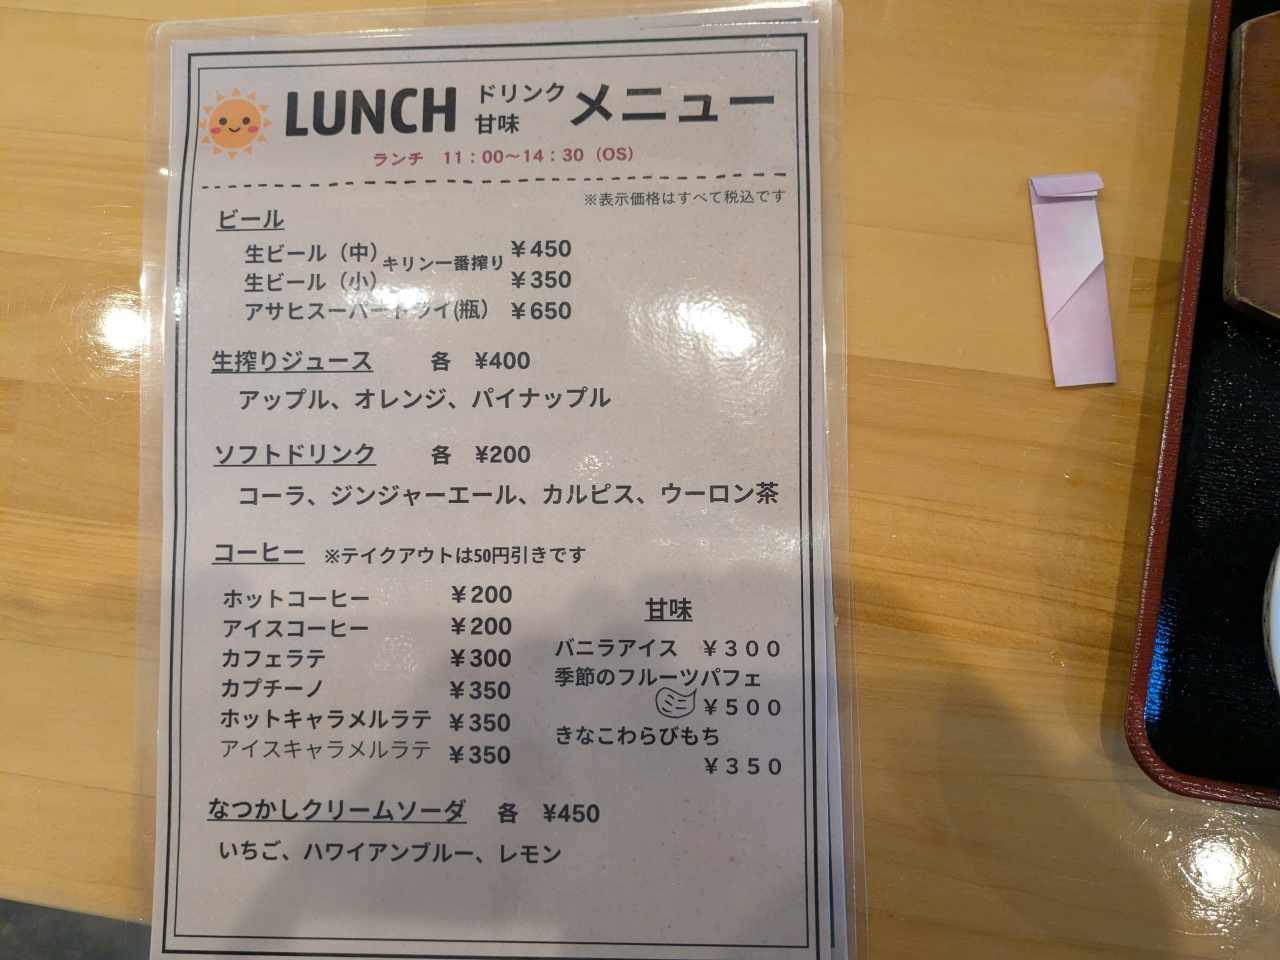 LUNCH ドリンク 甘味 メニュー
ランチ 11：00〜14：30（OS）
※表示価格はすべて税込です
ビール
生ビール（中） キリン一番搾り ￥450
生ビール（小） ￥350
アサヒスーパードライ(瓶） ￥650
生搾りジュース 各 ¥400
アップル、オレンジ、パイナップル
ソフトドリンク 各 ¥200
コーラ、ジンジャーエール、カルピス、ウーロン茶
コーヒー ※テイクアウトは50円引きです
ホットコーヒー ￥200
アイスコーヒー ￥200
カフェラテ ¥300
カプチーノ ¥350
ホットキャラメルラテ ¥350
アイスキャラメルラテ ¥350
甘味
バニラアイス ￥３００
季節のフルーツパフェ
ミニ ￥５００
きなこわらびもち
￥３５０
なつかしクリームソーダ 各 ¥450
いちご、ハワイアンブルー、レモン